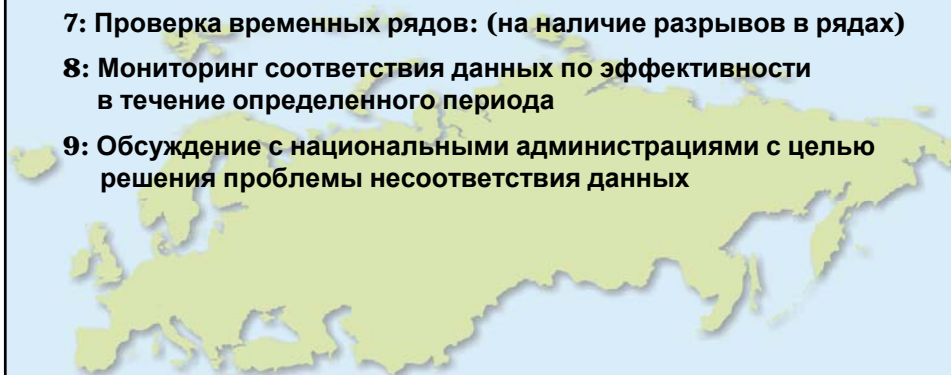 7: Проверка временных рядов: (на наличие разрывов в рядах)
8: Мониторинг соответствия данных по эффективности
в течение определенного периода
9: Обсуждение с национальными администрациями с целью
решения проблемы несоответствия данных